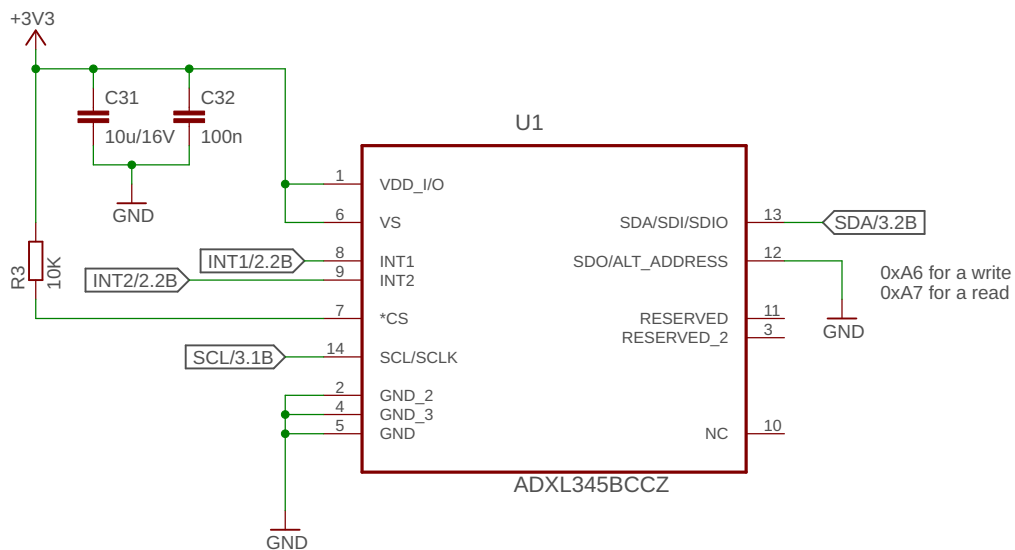 +3V3
C31
10u/16V
C32
100n
GND
R3
10K
U1
1
VDD_I/O
6
VS
INT1/2.2B
8
INT1
INT2/2.2B
9
INT2
7
*CS
SCL/3.1B
14
SCL/SCLK
2
GND_2
4
GND_3
5
GND
GND
SDA/SDI/SDIO
13
SDA/3.2B
SDO/ALT_ADDRESS
12
0xA6 for a write
0xA7 for a read
GND
RESERVED
11
RESERVED_2
3
NC
10
ADXL345BCCZ